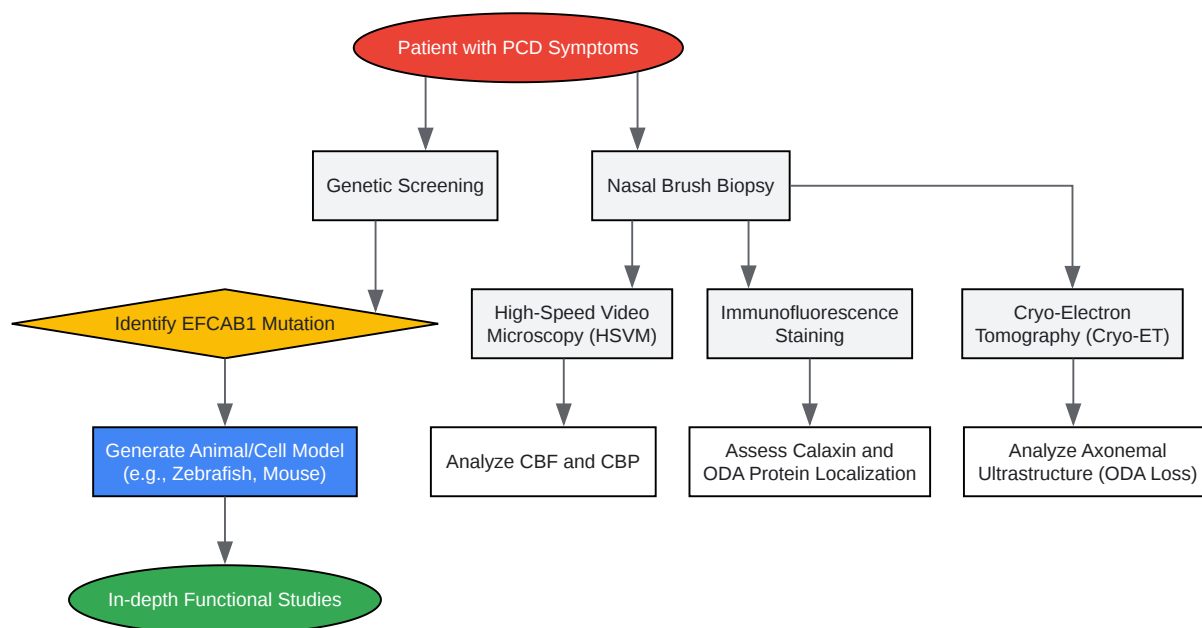 Patient with PCD Symptoms
Genetic Screening
Nasal Brush Biopsy
Identify EFCAB1 Mutation
High-Speed Video
Microscopy (HSVM)
Immunofluorescence
Staining
Cryo-Electron
Tomography (Cryo-ET)
Generate Animal/Cell Model
(e.g., Zebrafish, Mouse)
Analyze CBF and CBP
Assess Calaxin and
ODA Protein Localization
Analyze Axonemal
Ultrastructure (ODA Loss)
In-depth Functional Studies